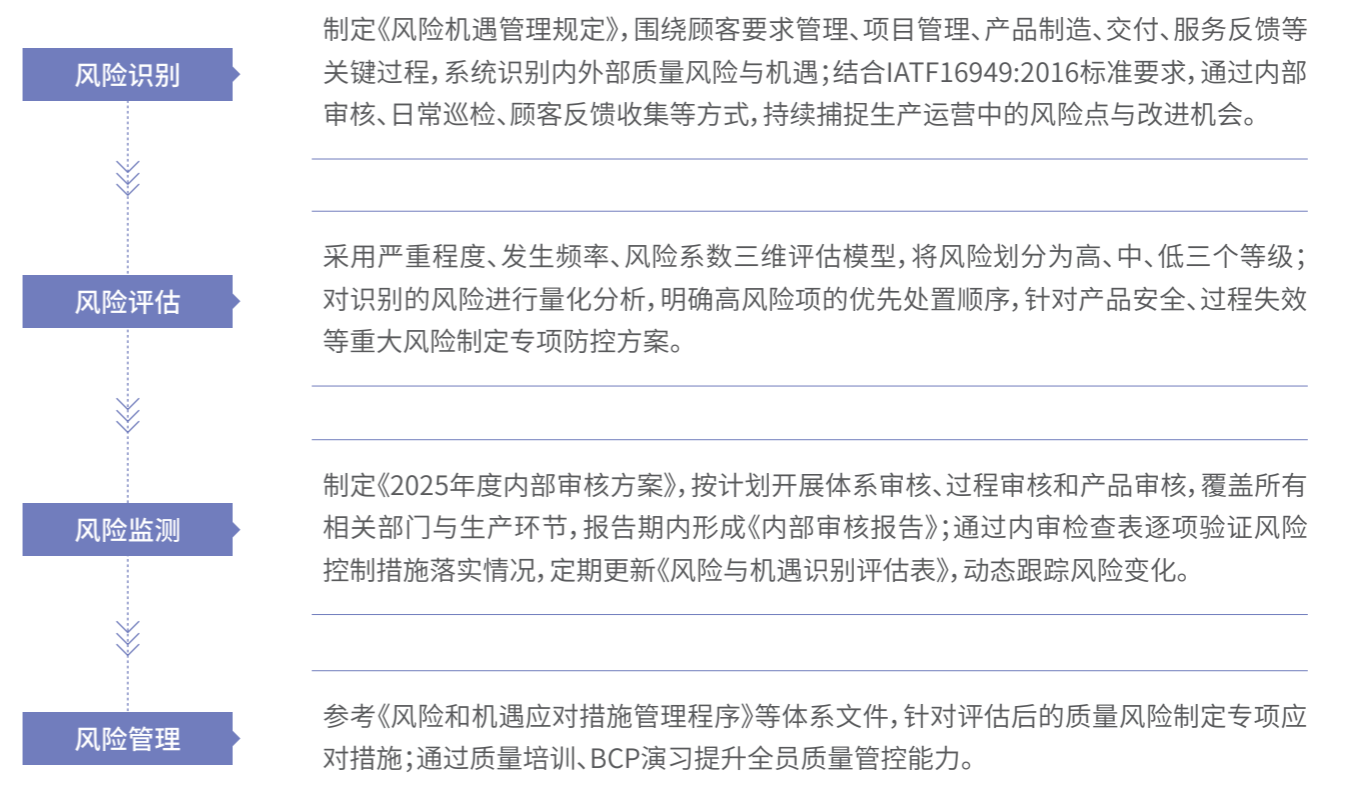 风险识别
制定《风险机遇管理规定》，围绕顾客要求管理、项目管理、产品制造、交付、服务反馈等
关键过程，系统识别内外部质量风险与机遇；结合IATF16949:2016标准要求，通过内部
审核、日常巡检、顾客反馈收集等方式，持续捕捉生产运营中的风险点与改进机会。
风险评估
采用严重程度、发生频率、风险系数三维评估模型，将风险划分为高、中、低三个等级；
对识别的风险进行量化分析，明确高风险项的优先处置顺序，针对产品安全、过程失效
等重大风险制定专项防控方案。
风险监测
制定《2025年度内部审核方案》，按计划开展体系审核、过程审核和产品审核，覆盖所有
相关部门与生产环节，报告期内形成《内部审核报告》；通过内审检查表逐项验证风险
控制措施落实情况，定期更新《风险与机遇识别评估表》，动态跟踪风险变化。
风险管理
参考《风险和机遇应对措施管理程序》等体系文件，针对评估后的质量风险制定专项应
对措施；通过质量培训、BCP演习提升全员质量管控能力。